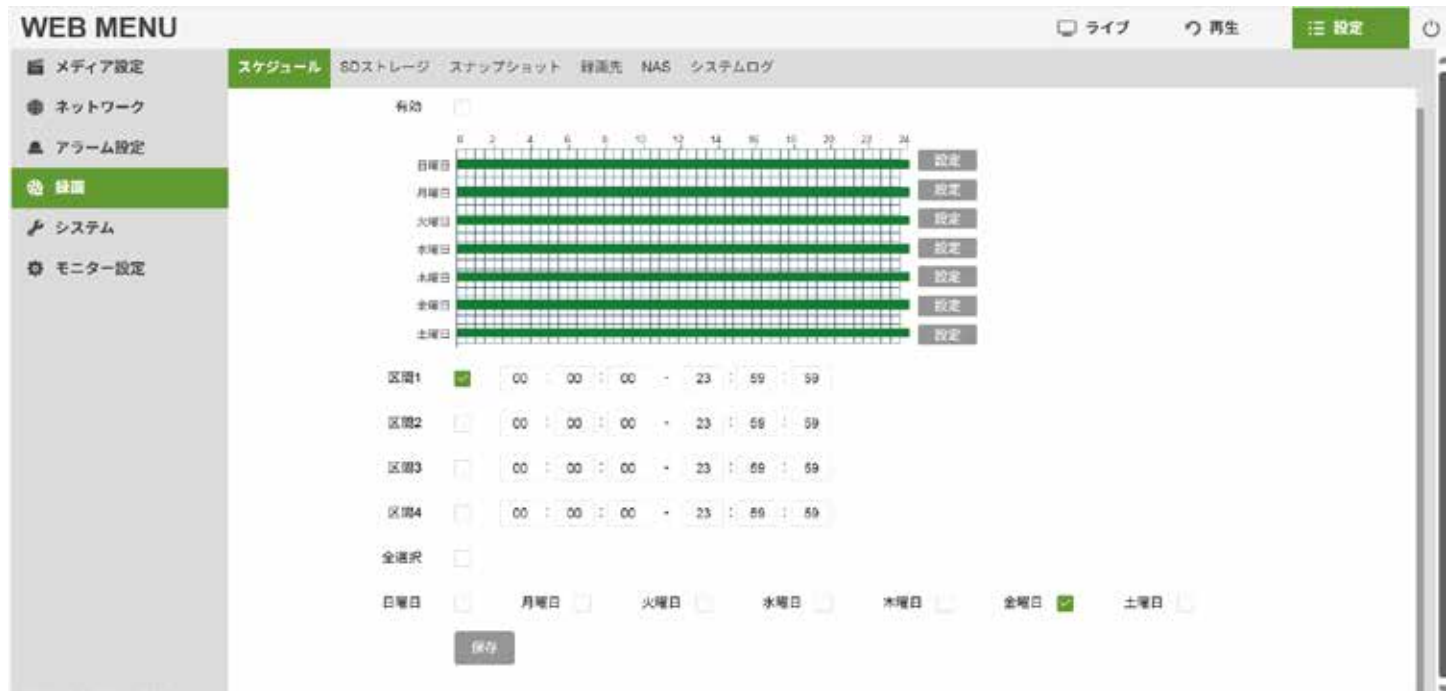 WEB MENU ライブ 再生 設定
メディア設定
ネットワーク
アラーム設定
録画
システム
モニター設定
スケジュール SDストレージ スナップショット 録画先 NAS システムログ
有効
0 2 4 6 8 10 12 14 16 18 20 22 24
日曜日 設定
月曜日 設定
火曜日 設定
水曜日 設定
木曜日 設定
金曜日 設定
土曜日 設定
区間1 00 : 00 : 00 - 23 : 59 : 59
区間2 00 : 00 : 00 - 23 : 59 : 59
区間3 00 : 00 : 00 - 23 : 59 : 59
区間4 00 : 00 : 00 - 23 : 59 : 59
全選択
日曜日 月曜日 火曜日 水曜日 木曜日 金曜日 土曜日
保存